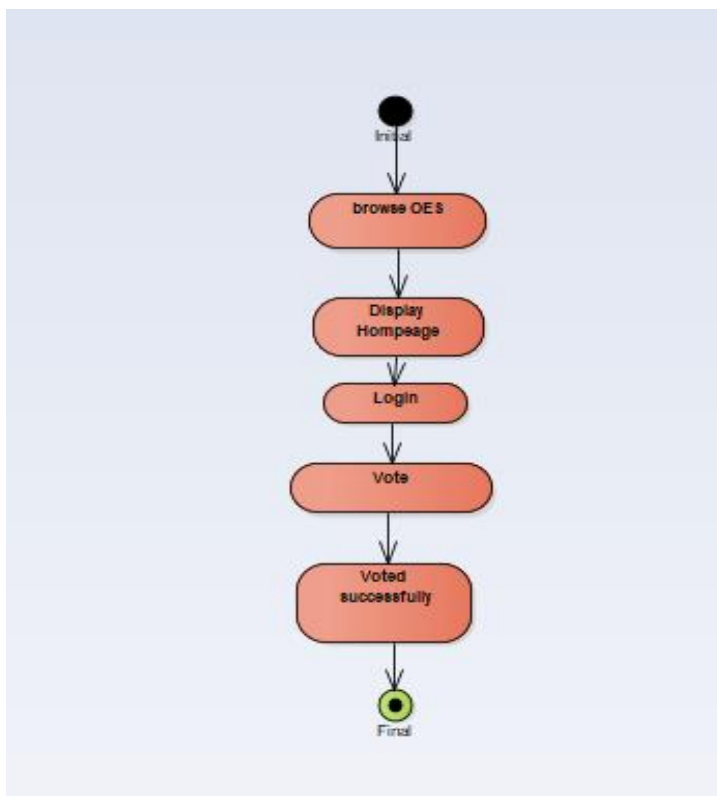 Initial
browse OES
Display
Hompeage
Login
Vote
Voted
successfully
Final